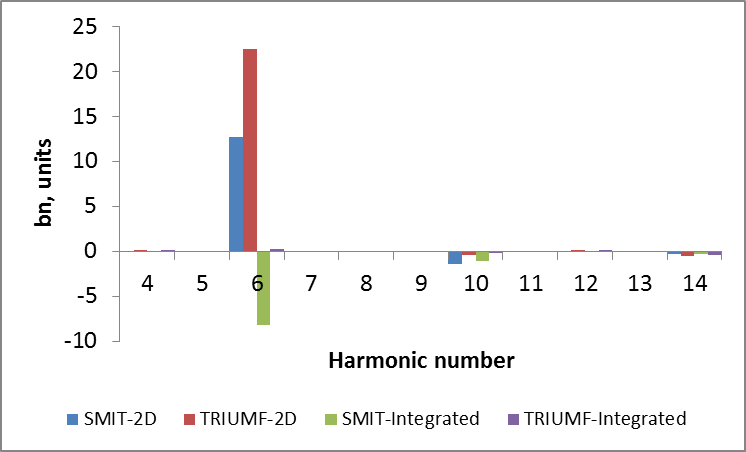 25
20
15
10
5
0
-5
-10
bn, units
4 5 6 7 8 9 10 11 12 13 14
Harmonic number
SMIT-2D TRIUMF-2D SMIT-Integrated TRIUMF-Integrated